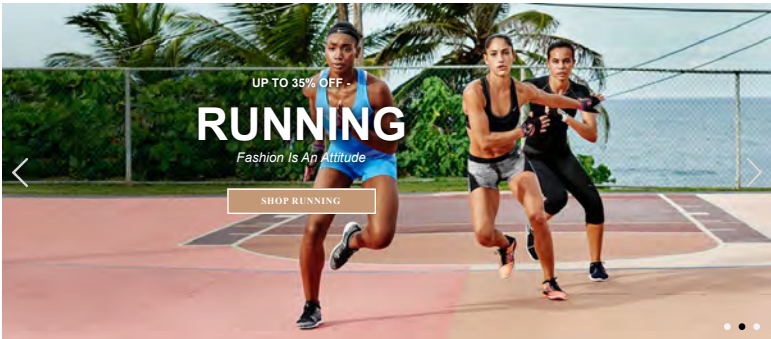 UP TO 35% OFF -
RUNNING
Fashion Is An Attitude
SHOP RUNNING